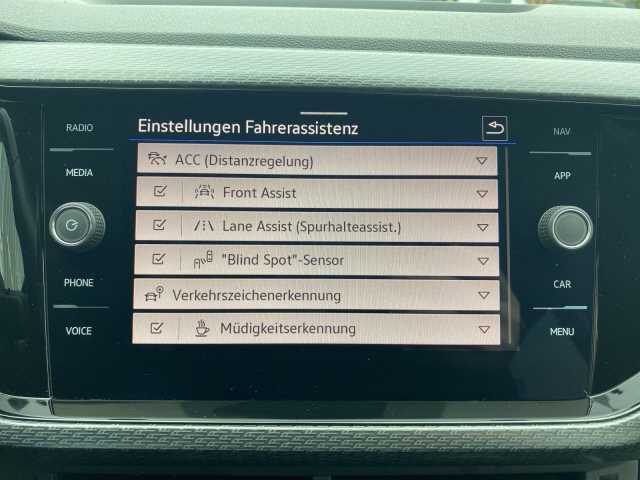 Einstellungen Fahrerassistenz
RADIO
MEDIA
PHONE
VOICE
ACC (Distanzregelung)
Front Assist
Lane Assist (Spurhalteassist.)
"Blind Spot"-Sensor
Verkehrszeichenerkennung
Müdigkeitserkennung
NAV
APP
CAR
MENU